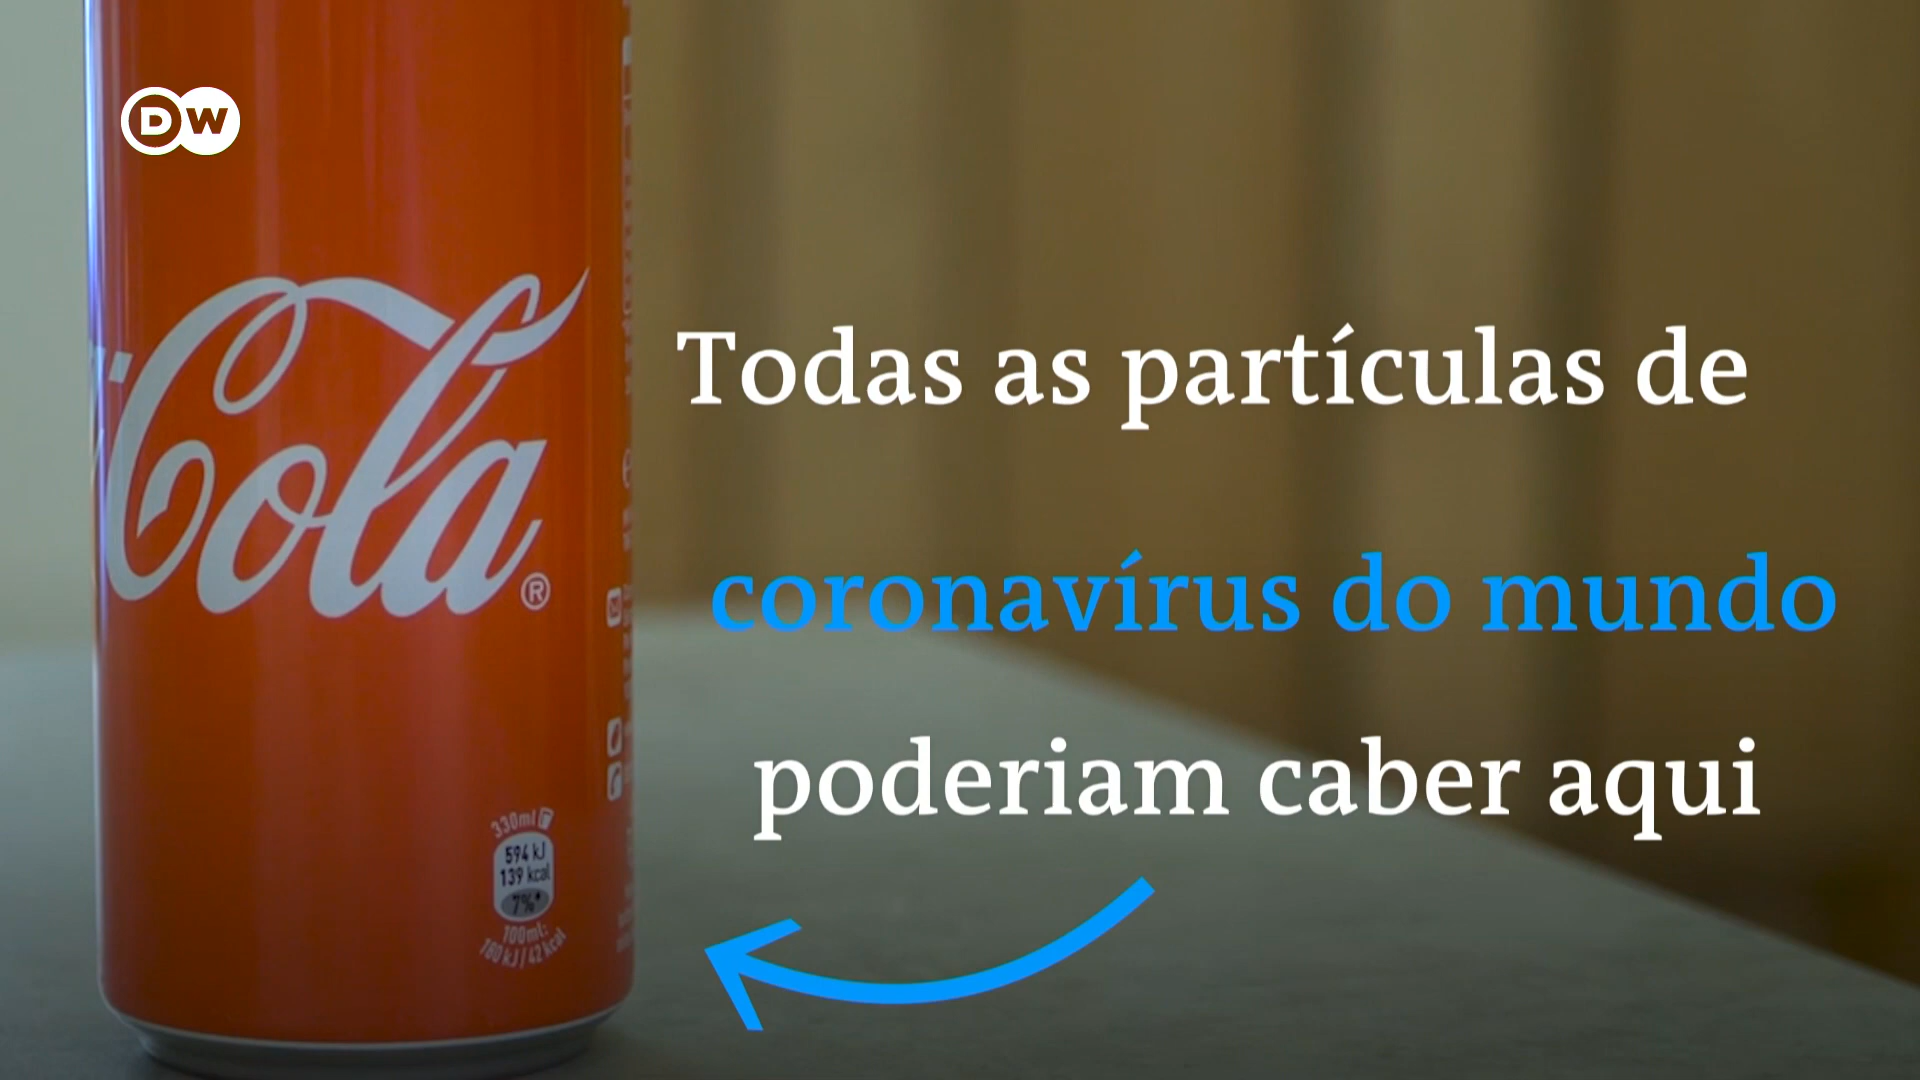 DW
Cola
®
Todas as partículas de
coronavírus do mundo
poderiam caber aqui
330ml
594 kJ
139 kcal
7%*
100ml:
180 kJ / 42 kcal